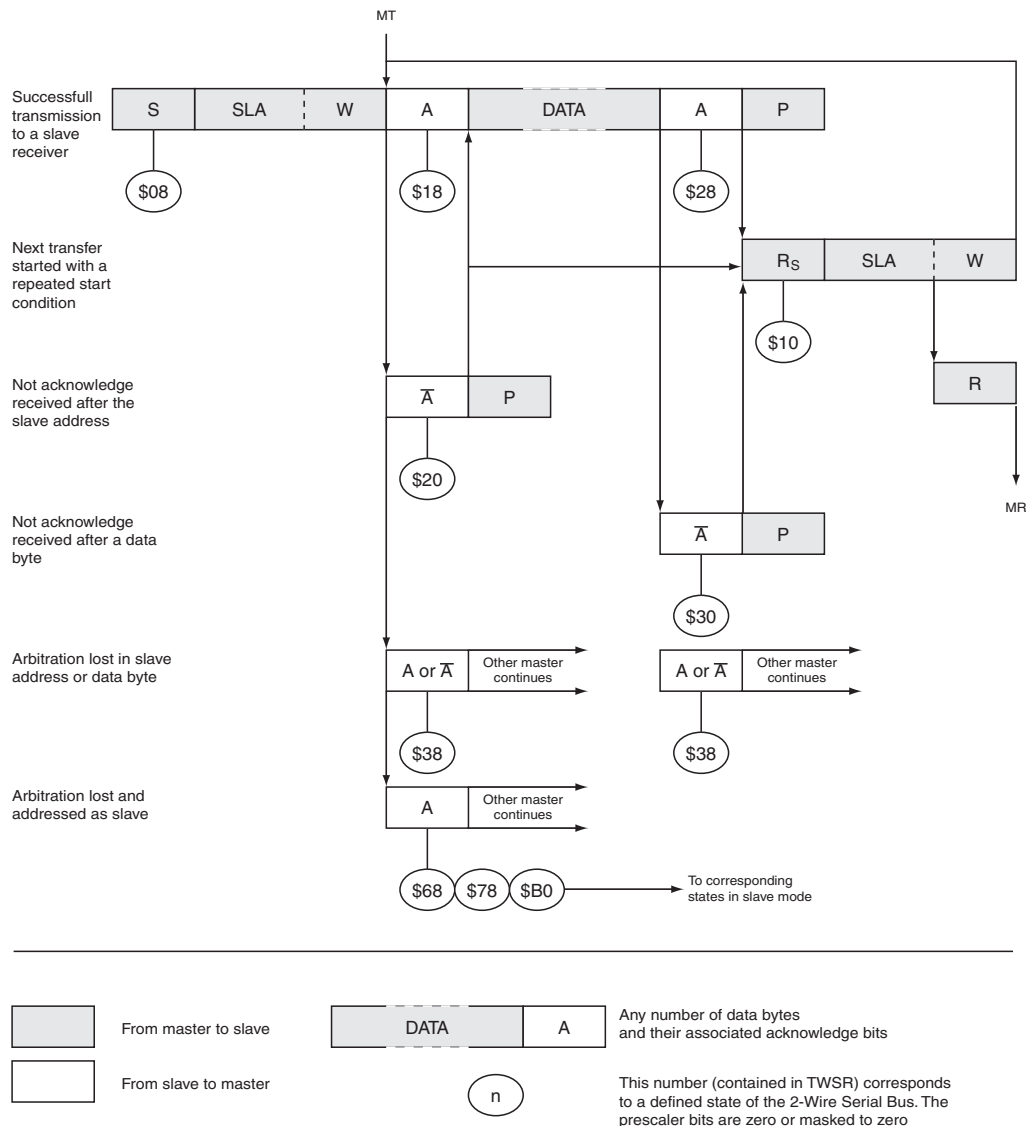 MT
Successfull
transmission
to a slave
receiver
S SLA W A DATA A P
$08 $18 $28
Next transfer
started with a
repeated start
condition
RS SLA W
$10
Not acknowledge
received after the
slave address
A̅ P
R
$20
MR
Not acknowledge
received after a data
byte
A̅ P
$30
Arbitration lost in slave
address or data byte
A or A̅ Other master
continues
A or A̅ Other master
continues
$38 $38
Arbitration lost and
addressed as slave
A Other master
continues
$68 $78 $B0
To corresponding
states in slave mode
From master to slave
DATA A
Any number of data bytes
and their associated acknowledge bits
From slave to master
n
This number (contained in TWSR) corresponds
to a defined state of the 2-Wire Serial Bus. The
prescaler bits are zero or masked to zero